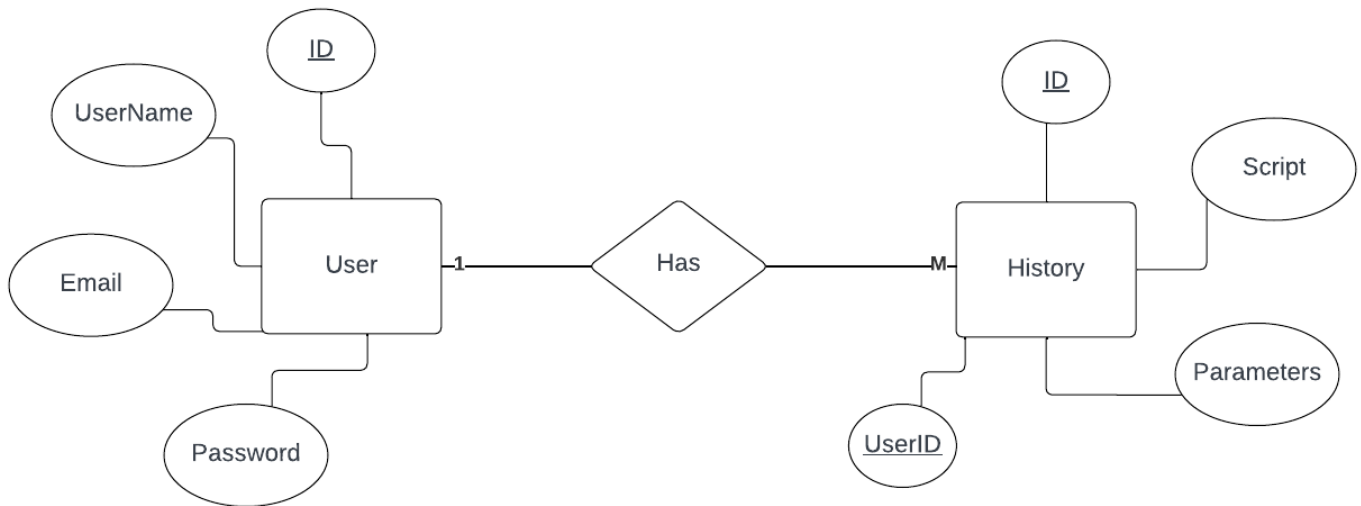 ID
UserName
ID
Script
User
1
Has
M
History
Email
Parameters
UserID
Password